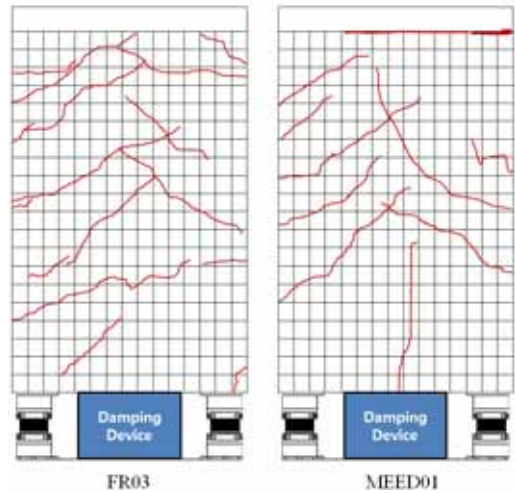 Damping
Device
Damping
Device
FR03
MEED01